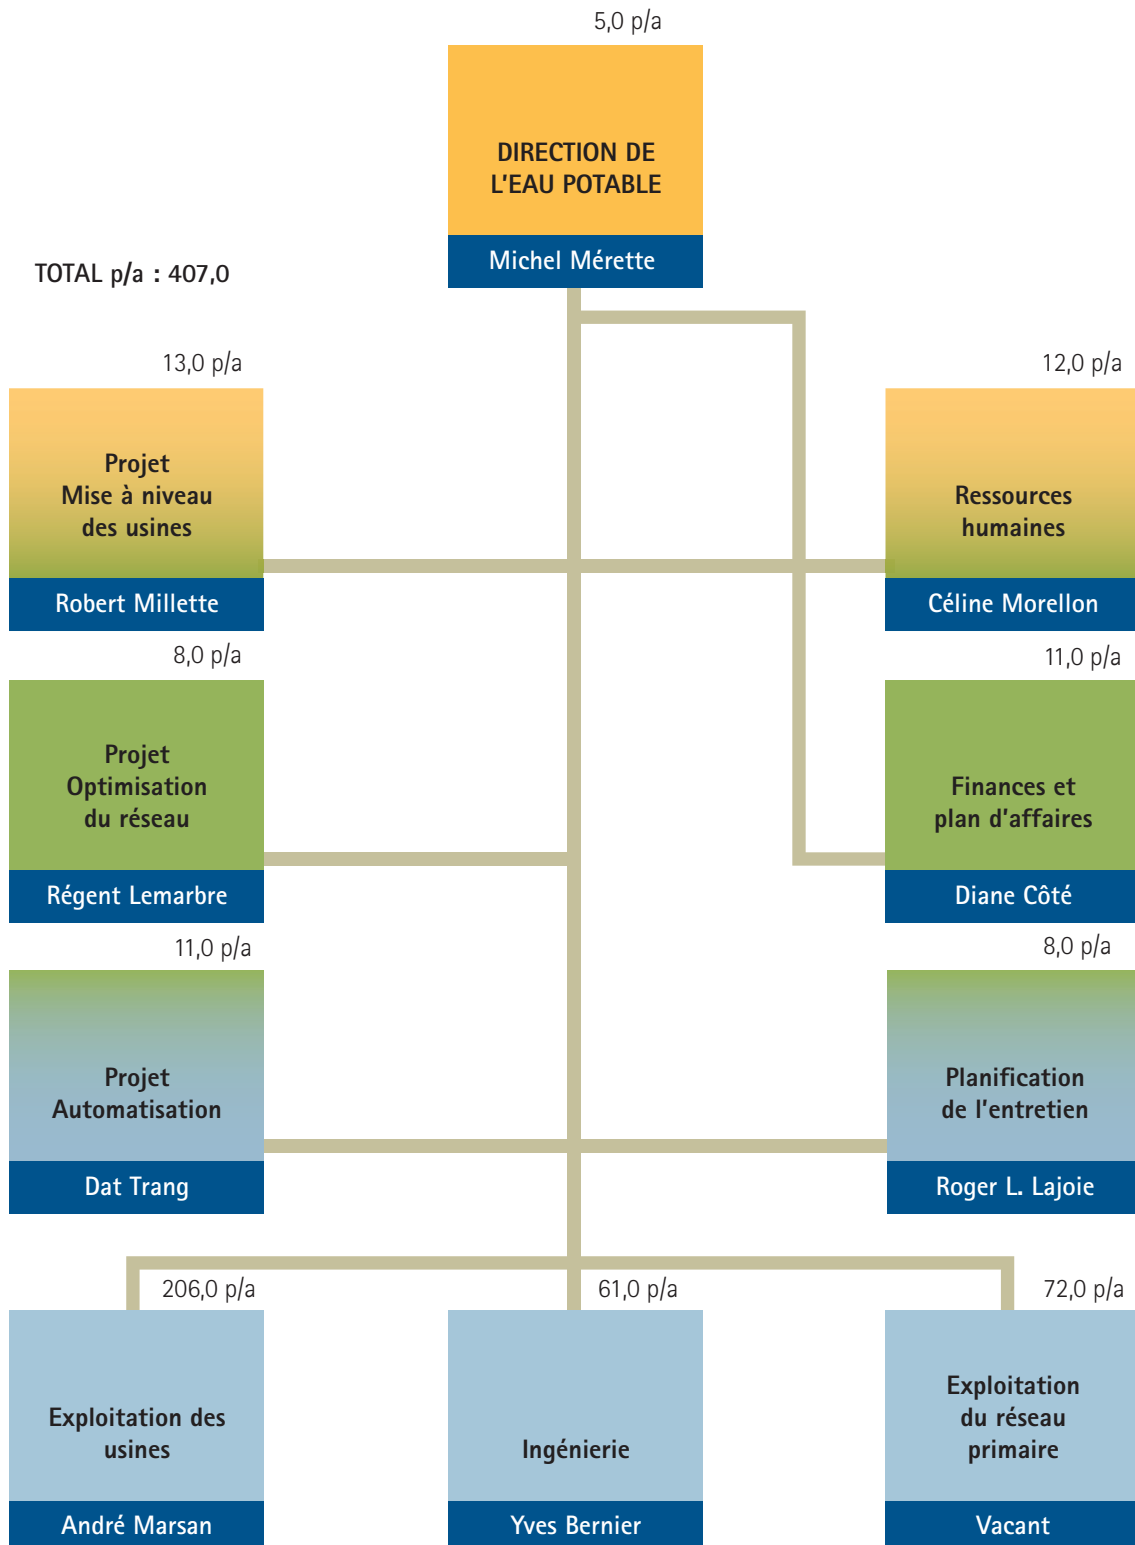 5,0 p/a
DIRECTION DE
L'EAU POTABLE
Michel Mérette
TOTAL p/a : 407,0
13,0 p/a
Projet
Mise à niveau
des usines
Robert Millette
12,0 p/a
Ressources
humaines
Céline Morellon
8,0 p/a
Projet
Optimisation
du réseau
Régent Lemarbre
11,0 p/a
Finances et
plan d'affaires
Diane Côté
11,0 p/a
Projet
Automatisation
Dat Trang
8,0 p/a
Planification
de l'entretien
Roger L. Lajoie
206,0 p/a
Exploitation des
usines
André Marsan
61,0 p/a
Ingénierie
Yves Bernier
72,0 p/a
Exploitation
du réseau
primaire
Vacant